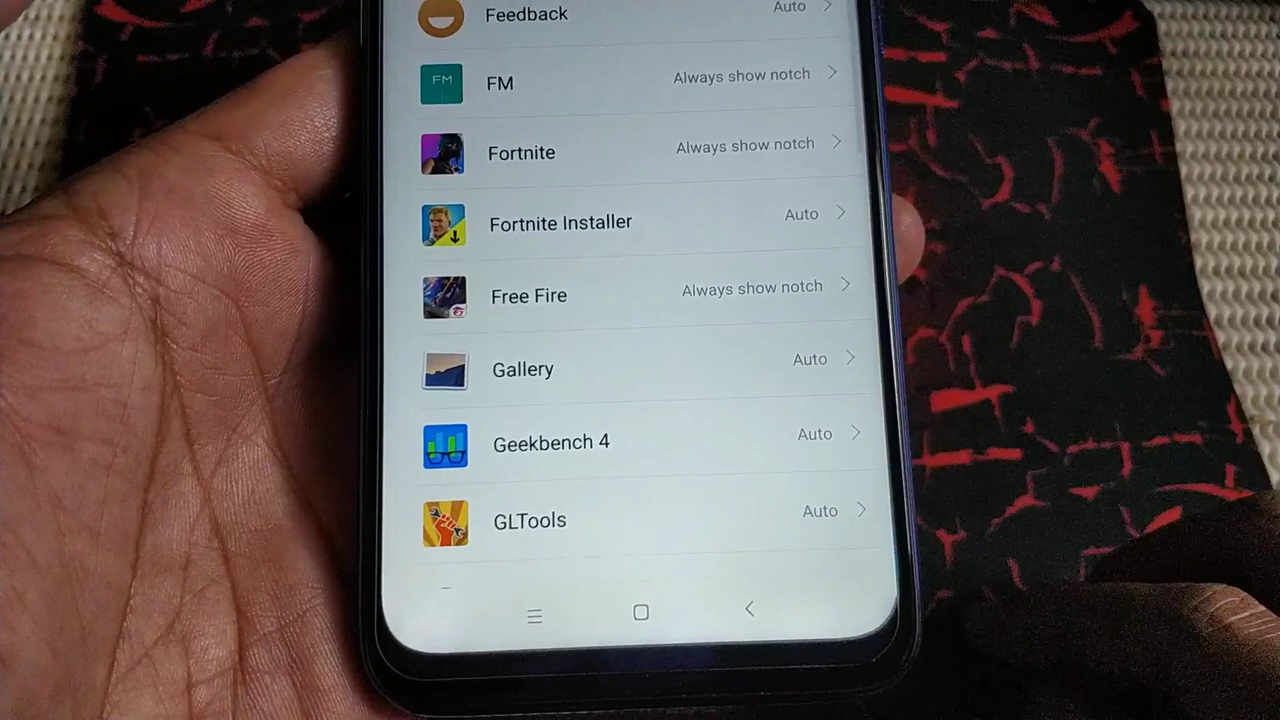 Feedback Auto
FM FM Always show notch
Fortnite Always show notch
Fortnite Installer Auto
Free Fire Always show notch
Gallery Auto
Geekbench 4 Auto
GLTools Auto